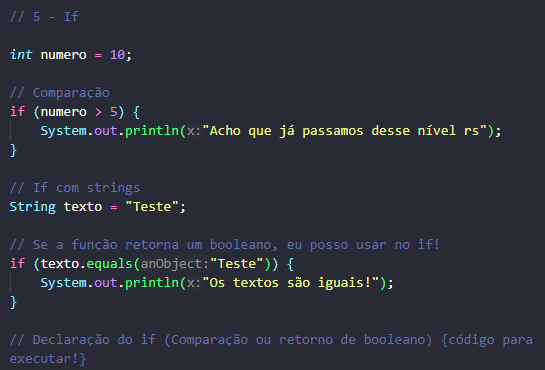 // 5 - If
int numero = 10;
// Comparação
if (numero > 5) {
System.out.println(x:"Acho que já passamos desse nível rs");
}
// If com strings
String texto = "Teste";
// Se a função retorna um booleano, eu posso usar no if!
if (texto.equals(anObject:"Teste")) {
System.out.println(x:"Os textos são iguais!");
}
// Declaração do if (Comparação ou retorno de booleano) {código para
executar!}